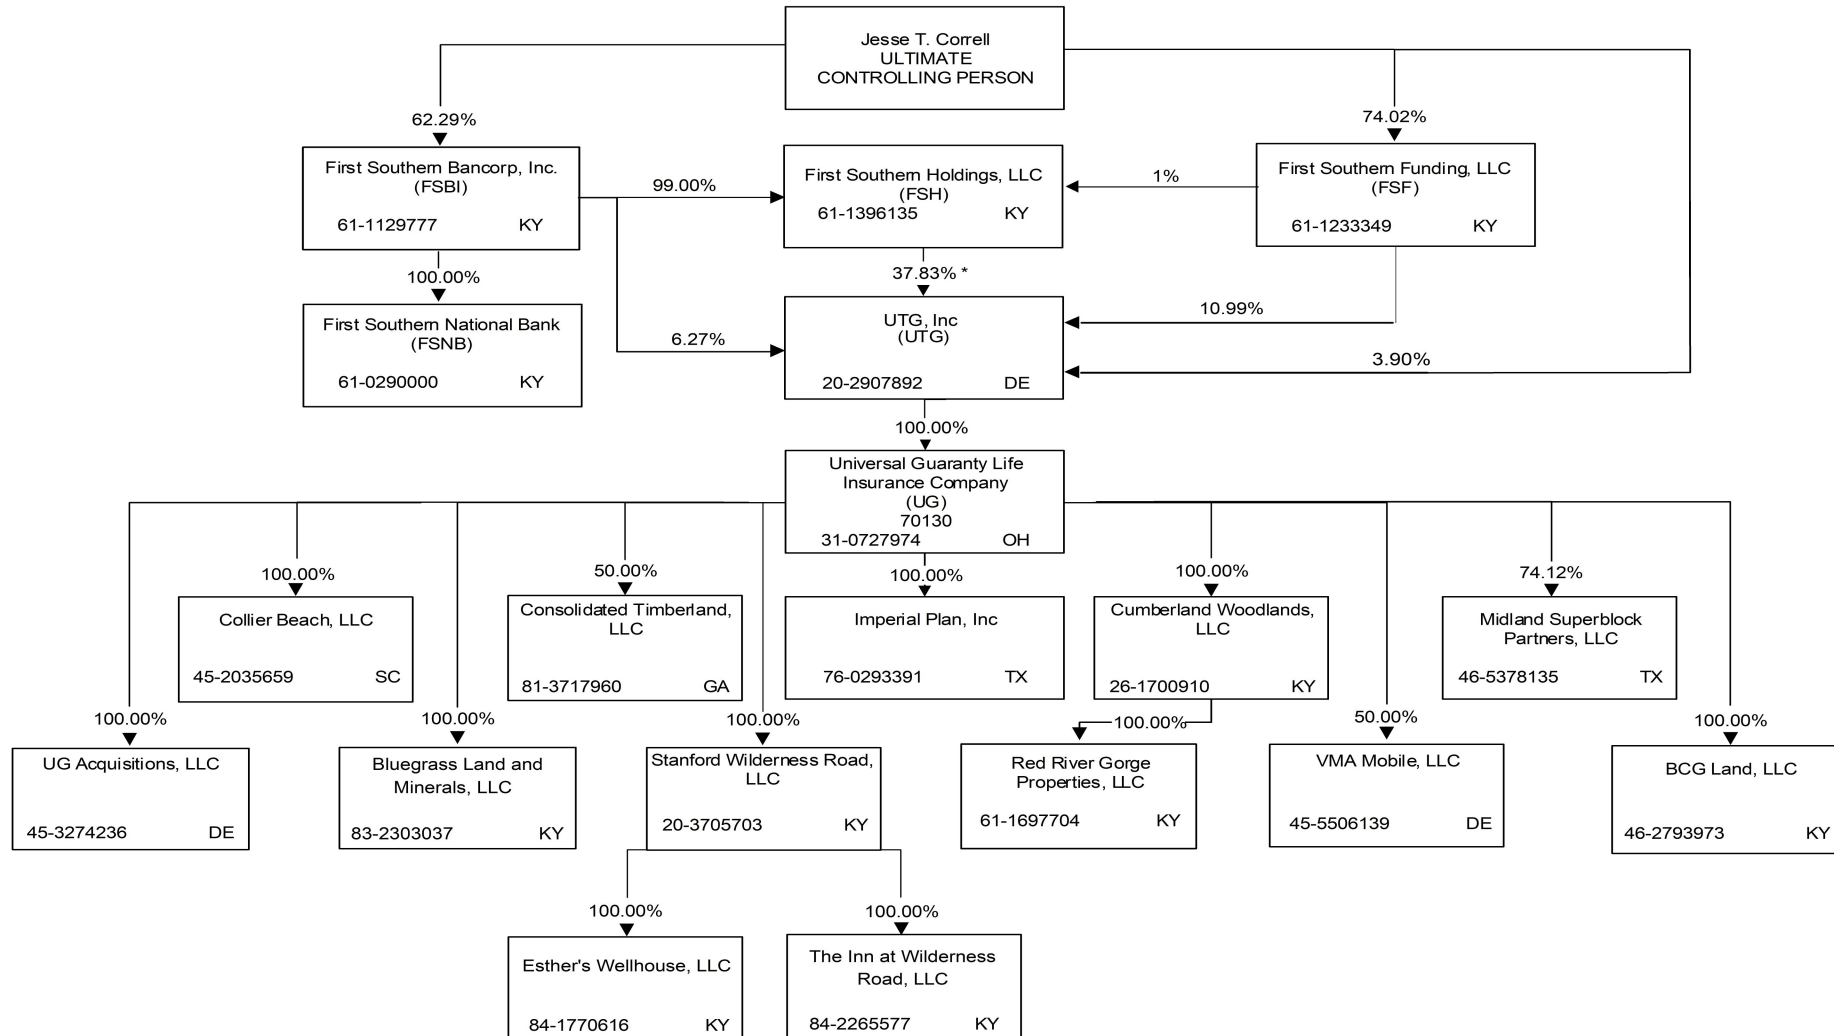 Jesse T. Correll
ULTIMATE
CONTROLLING PERSON
62.29%
74.02%
First Southern Bancorp, Inc.
(FSBI)
61-1129777 KY
99.00%
First Southern Holdings, LLC
(FSH)
61-1396135 KY
1%
First Southern Funding, LLC
(FSF)
61-1233349 KY
100.00%
37.83% *
First Southern National Bank
(FSNB)
61-0290000 KY
6.27%
UTG, Inc
(UTG)
20-2907892 DE
10.99%
3.90%
100.00%
Universal Guaranty Life
Insurance Company
(UG)
70130
31-0727974 OH
100.00%
50.00%
100.00%
100.00%
74.12%
Collier Beach, LLC
45-2035659 SC
Consolidated Timberland,
LLC
81-3717960 GA
Imperial Plan, Inc
76-0293391 TX
Cumberland Woodlands,
LLC
26-1700910 KY
Midland Superblock
Partners, LLC
46-5378135 TX
100.00%
100.00%
100.00%
100.00%
50.00%
100.00%
UG Acquisitions, LLC
45-3274236 DE
Bluegrass Land and
Minerals, LLC
83-2303037 KY
Stanford Wilderness Road,
LLC
20-3705703 KY
Red River Gorge
Properties, LLC
61-1697704 KY
VMA Mobile, LLC
45-5506139 DE
BCG Land, LLC
46-2793973 KY
100.00%
100.00%
Esther's Wellhouse, LLC
84-1770616 KY
The Inn at Wilderness
Road, LLC
84-2265577 KY